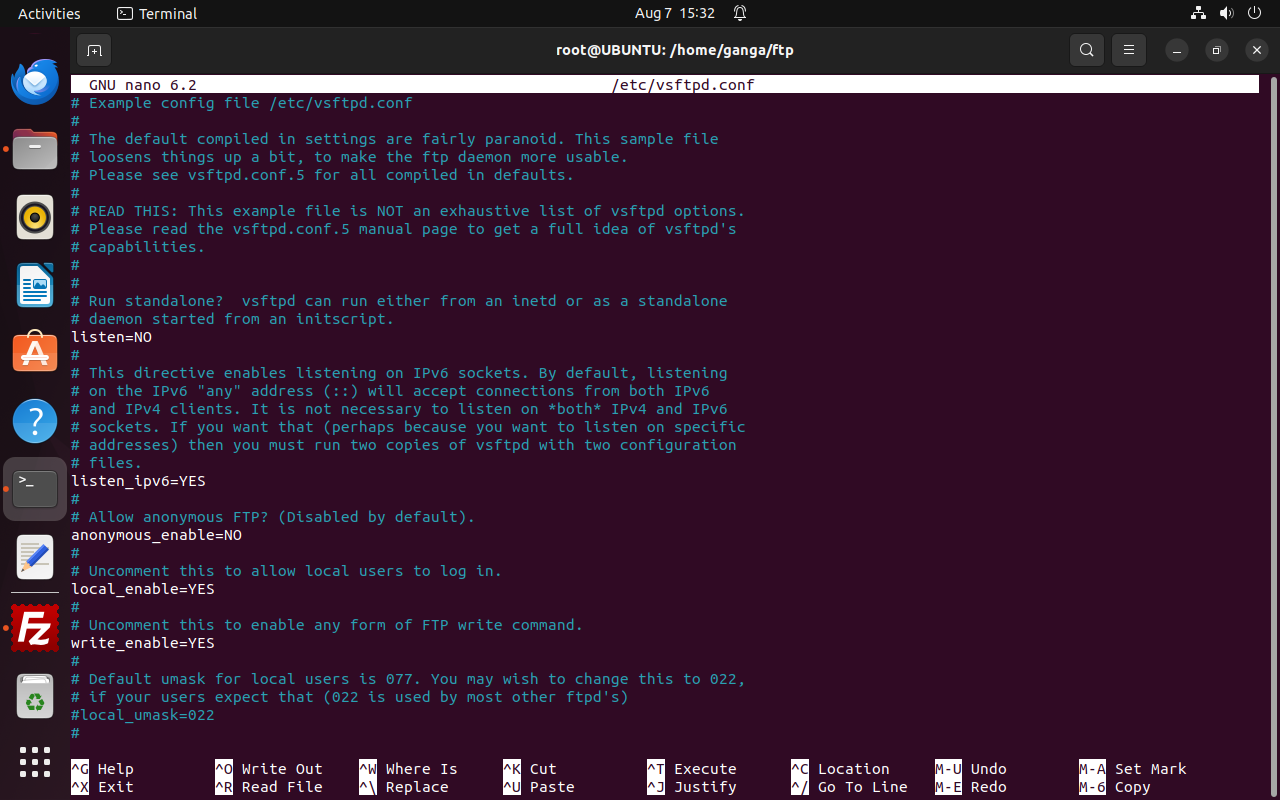 Activities Terminal Aug 7 15:32
root@UBUNTU: /home/ganga/ftp
GNU nano 6.2 /etc/vsftpd.conf
# Example config file /etc/vsftpd.conf
#
# The default compiled in settings are fairly paranoid. This sample file
# loosens things up a bit, to make the ftp daemon more usable.
# Please see vsftpd.conf.5 for all compiled in defaults.
#
# READ THIS: This example file is NOT an exhaustive list of vsftpd options.
# Please read the vsftpd.conf.5 manual page to get a full idea of vsftpd's
# capabilities.
#
#
# Run standalone?  vsftpd can run either from an inetd or as a standalone
# daemon started from an initscript.
listen=NO
#
# This directive enables listening on IPv6 sockets. By default, listening
# on the IPv6 "any" address (::) will accept connections from both IPv6
# and IPv4 clients. It is not necessary to listen on *both* IPv4 and IPv6
# sockets. If you want that (perhaps because you want to listen on specific
# addresses) then you must run two copies of vsftpd with two configuration
# files.
listen_ipv6=YES
#
# Allow anonymous FTP? (Disabled by default).
anonymous_enable=NO
#
# Uncomment this to allow local users to log in.
local_enable=YES
#
# Uncomment this to enable any form of FTP write command.
write_enable=YES
#
# Default umask for local users is 077. You may wish to change this to 022,
# if your users expect that (022 is used by most other ftpd's)
#local_umask=022
#
^G Help ^O Write Out ^W Where Is ^K Cut ^T Execute ^C Location M-U Undo M-A Set Mark
^X Exit ^R Read File ^\ Replace ^U Paste ^J Justify ^/ Go To Line M-E Redo M-6 Copy